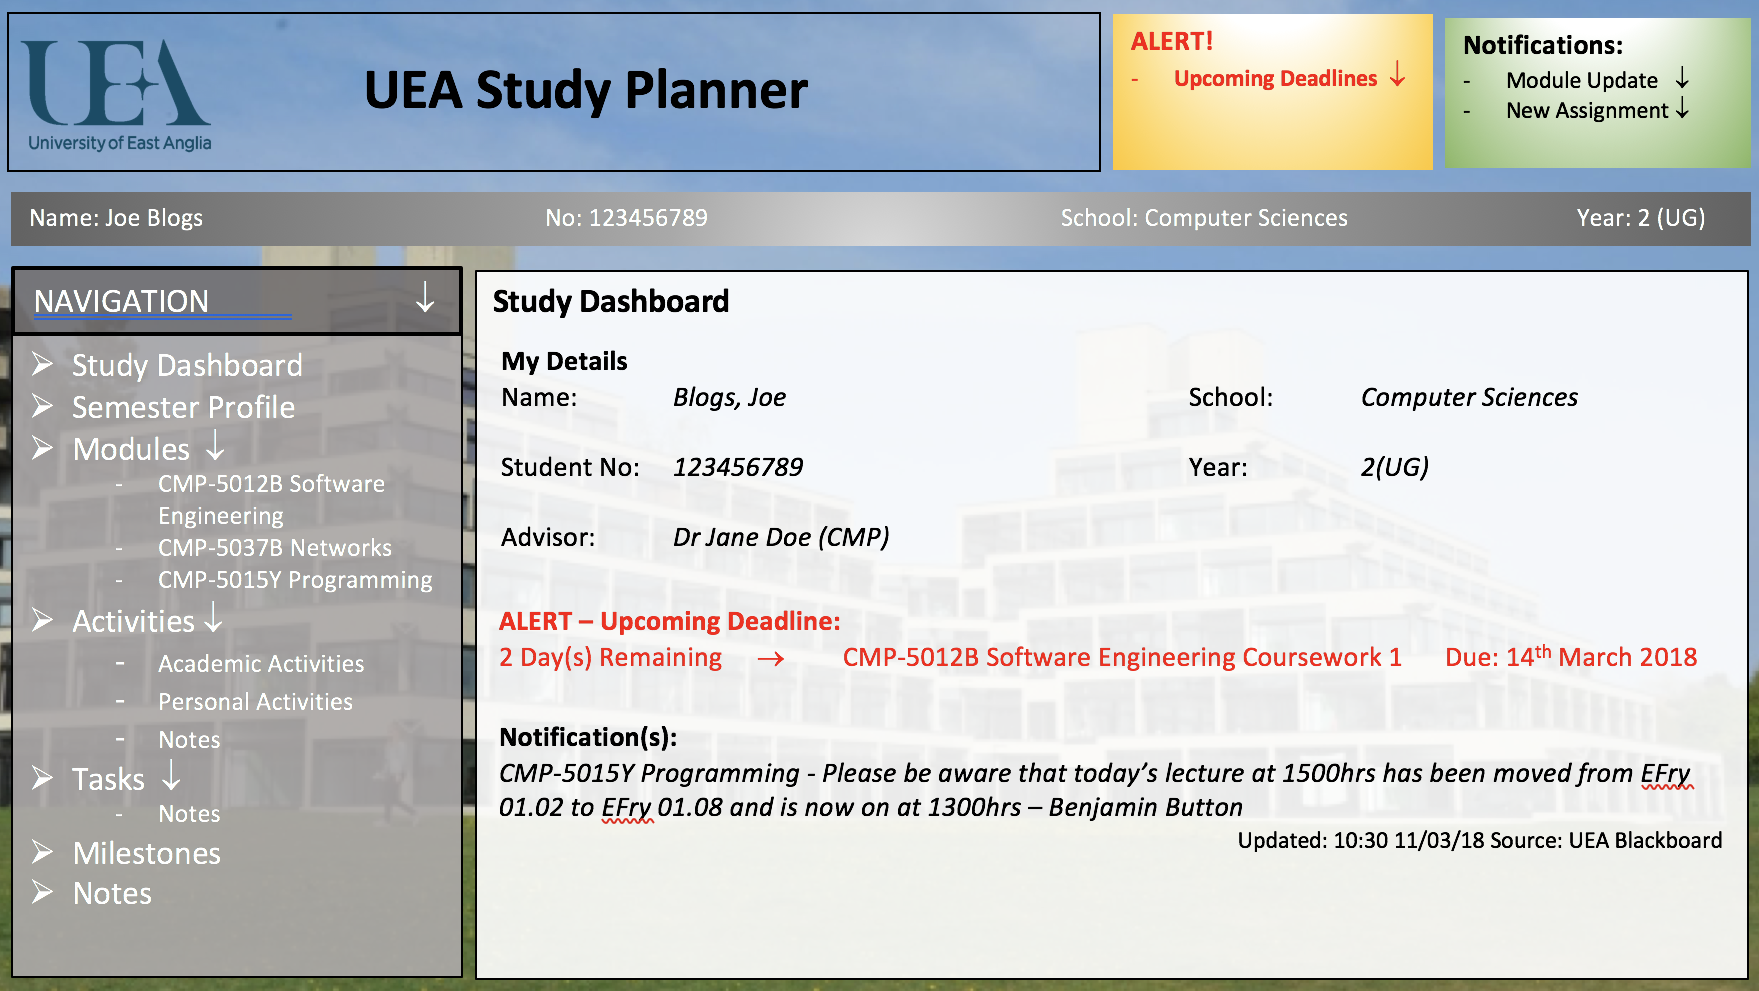 UEA
University of East Anglia
UEA Study Planner
ALERT!
- Upcoming Deadlines ↓
Notifications:
- Module Update ↓
- New Assignment ↓
Name: Joe Blogs No: 123456789 School: Computer Sciences Year: 2 (UG)
NAVIGATION ↓
➢ Study Dashboard
➢ Semester Profile
➢ Modules ↓
- CMP-5012B Software
Engineering
- CMP-5037B Networks
- CMP-5015Y Programming
➢ Activities ↓
- Academic Activities
- Personal Activities
- Notes
➢ Tasks ↓
- Notes
➢ Milestones
➢ Notes
Study Dashboard
My Details
Name: Blogs, Joe School: Computer Sciences
Student No: 123456789 Year: 2(UG)
Advisor: Dr Jane Doe (CMP)
ALERT – Upcoming Deadline:
2 Day(s) Remaining → CMP-5012B Software Engineering Coursework 1 Due: 14th March 2018
Notification(s):
CMP-5015Y Programming - Please be aware that today’s lecture at 1500hrs has been moved from EFry
01.02 to EFry 01.08 and is now on at 1300hrs – Benjamin Button
Updated: 10:30 11/03/18 Source: UEA Blackboard